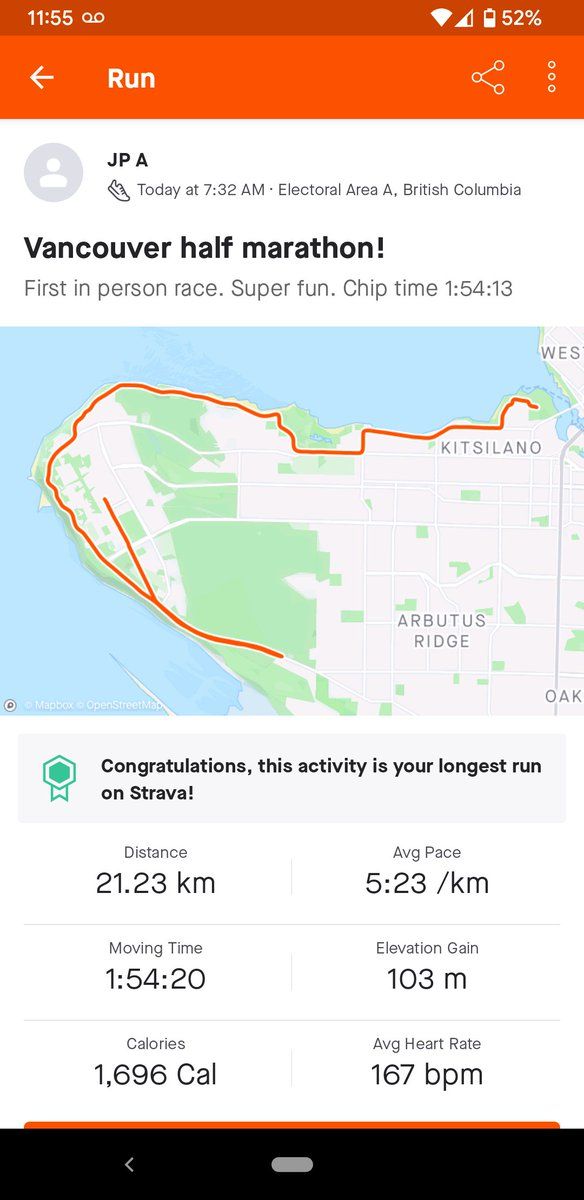 11:55 52%
Run
JP A
Today at 7:32 AM · Electoral Area A, British Columbia
Vancouver half marathon!
First in person race. Super fun. Chip time 1:54:13
WES
KITSILANO
ARBUTUS
RIDGE
OAK
© Mapbox © OpenStreetMap
Congratulations, this activity is your longest run
on Strava!
Distance Avg Pace
21.23 km 5:23 /km
Moving Time Elevation Gain
1:54:20 103 m
Calories Avg Heart Rate
1,696 Cal 167 bpm